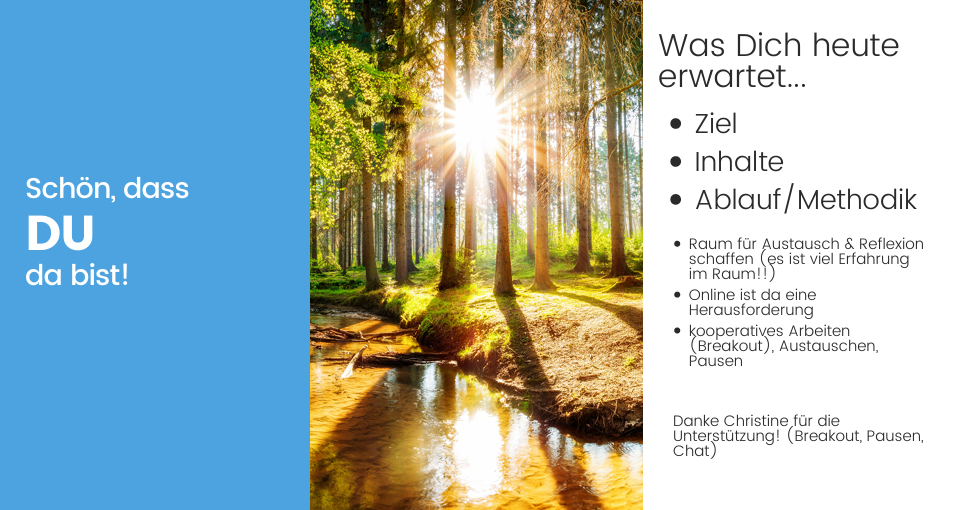 Schön, dass
DU
da bist!
Was Dich heute
erwartet...
• Ziel
• Inhalte
• Ablauf/Methodik
• Raum für Austausch & Reflexion
schaffen (es ist viel Erfahrung
im Raum!!)
• Online ist da eine
Herausforderung
• kooperatives Arbeiten
(Breakout), Austauschen,
Pausen
Danke Christine für die
Unterstützung! (Breakout, Pausen,
Chat)